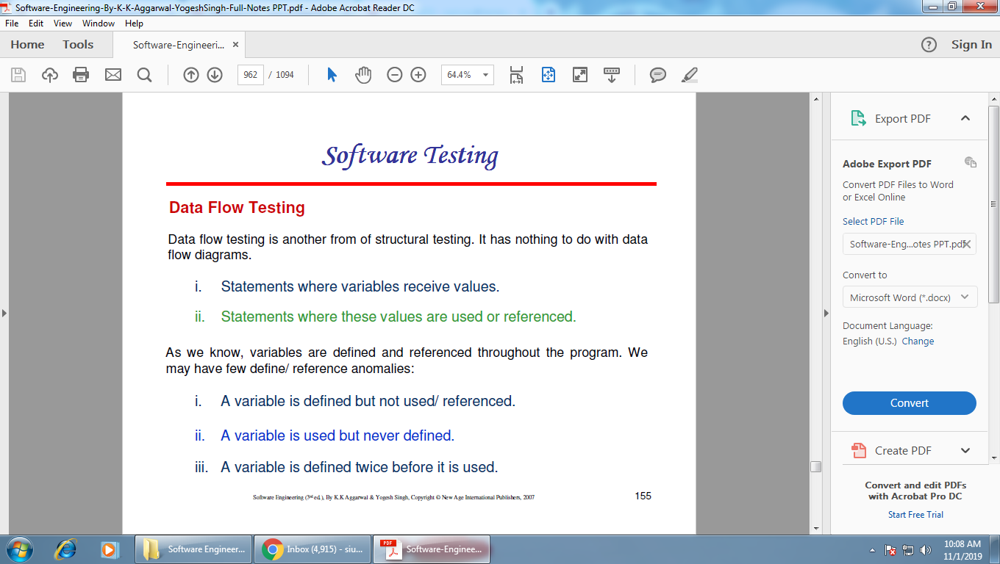 Software-Engineering-By-K-K-Aggarwal-YogeshSingh-Full-Notes PPT.pdf - Adobe Acrobat Reader DC
File Edit View Window Help
Home Tools Software-Engineeri... × Sign In
962 / 1094 64.4%
Software Testing
Data Flow Testing
Data flow testing is another from of structural testing. It has nothing to do with data
flow diagrams.
i. Statements where variables receive values.
ii. Statements where these values are used or referenced.
As we know, variables are defined and referenced throughout the program. We
may have few define/ reference anomalies:
i. A variable is defined but not used/ referenced.
ii. A variable is used but never defined.
iii. A variable is defined twice before it is used.
Software Engineering (3rd ed.), By K.K Aggarwal & Yogesh Singh, Copyright © New Age International Publishers, 2007
155
Export PDF
Adobe Export PDF
Convert PDF Files to Word
or Excel Online
Select PDF File
Software-Eng...otes PPT.pdf
Convert to
Microsoft Word (*.docx)
Document Language:
English (U.S.) Change
Convert
Create PDF
Convert and edit PDFs
with Acrobat Pro DC
Start Free Trial
Software Engineer...
Inbox (4,915) - siu...
PDF
Software-Enginee...
10:08 AM
11/1/2019